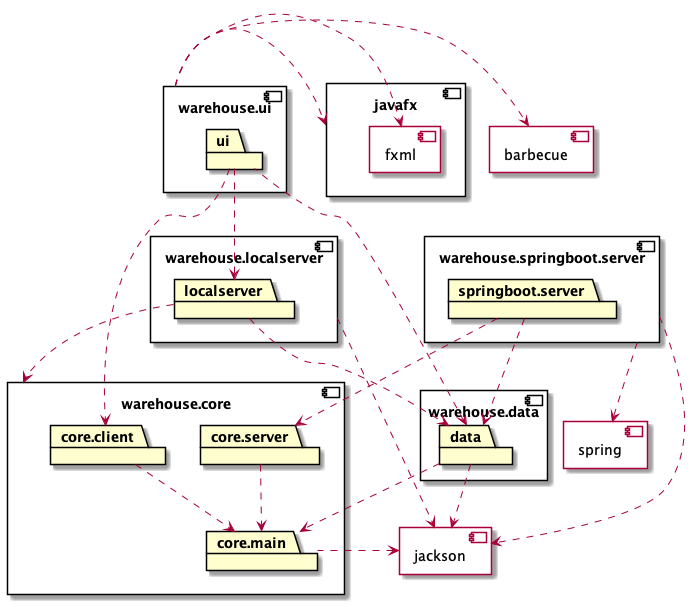 warehouse.ui
ui
javafx
fxml
barbecue
warehouse.localserver
localserver
warehouse.springboot.server
springboot.server
warehouse.core
core.client
core.server
core.main
warehouse.data
data
spring
jackson